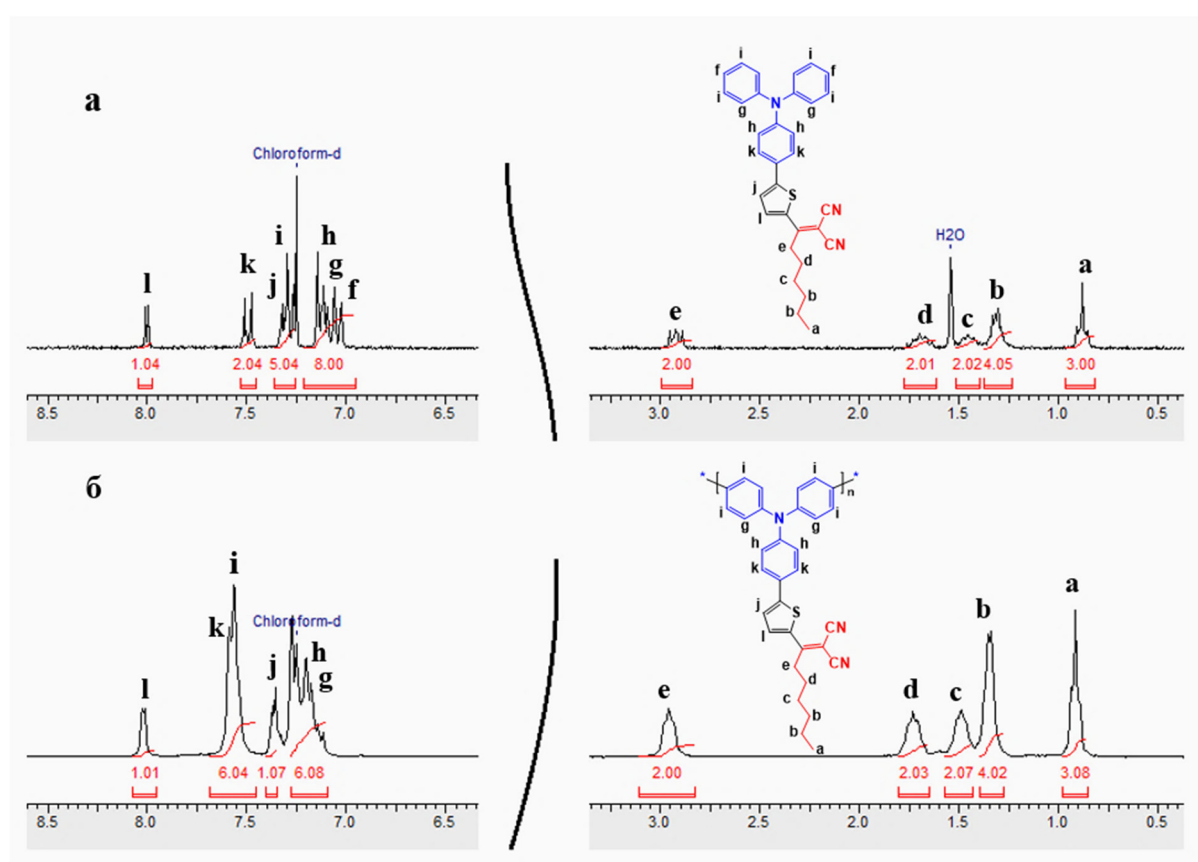 а
Chloroform-d
l
k
j
i
h
g
f
1.04 2.04 5.04 8.00
8.5 8.0 7.5 7.0 6.5
i i
f f
i N i
g g
h h
k k
j S
l CN
CN
e
d
c
b
b
a
H2O
e
d
c
b
a
2.00 2.01 2.02 4.05 3.00
3.0 2.5 2.0 1.5 1.0 0.5
б
Chloroform-d
l
k
i
j
h
g
1.01 6.04 1.07 6.08
8.5 8.0 7.5 7.0 6.5
i i
* [ ]n *
i N i
g g
h h
k k
j S
l CN
CN
e
d
c
b
b
a
e
d
c
b
a
2.00 2.03 2.07 4.02 3.08
3.0 2.5 2.0 1.5 1.0 0.5